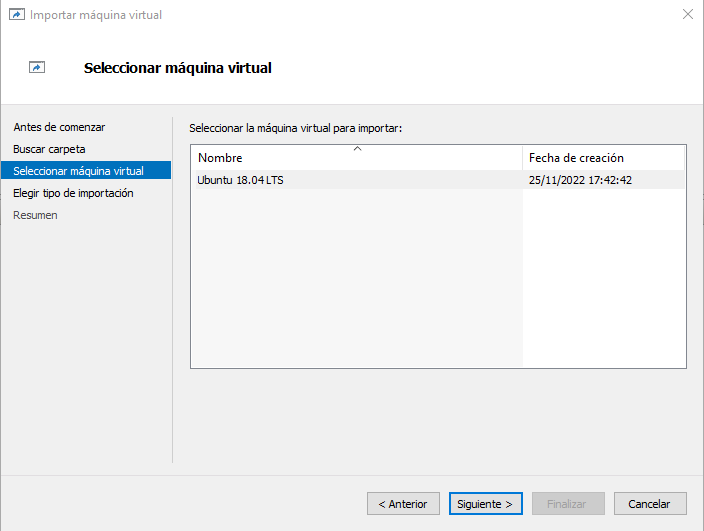 Importar máquina virtual
Seleccionar máquina virtual
Antes de comenzar
Buscar carpeta
Seleccionar máquina virtual
Elegir tipo de importación
Resumen
Seleccionar la máquina virtual para importar:
Nombre Fecha de creación
Ubuntu 18.04 LTS 25/11/2022 17:42:42
< Anterior Siguiente > Finalizar Cancelar